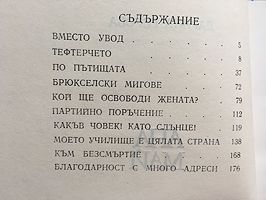 СЪДЪРЖАНИЕ
ВМЕСТО УВОД 5
ТЕФТЕРЧЕТО 8
ПО ПЪТИЩАТА 37
БРЮКСЕЛСКИ МИГОВЕ 72
КОЙ ЩЕ ОСВОБОДИ ЖЕНАТА? 79
ПАРТИЙНО ПОРЪЧЕНИЕ 112
КАКЪВ ЧОВЕК! КАТО СЛЪНЦЕ! 119
МОЕТО УЧИЛИЩЕ Е ЦЯЛАТА СТРАНА 138
КЪМ БЕЗСМЪРТИЕ 168
БЛАГОДАРНОСТ С МНОГО АДРЕСИ 176